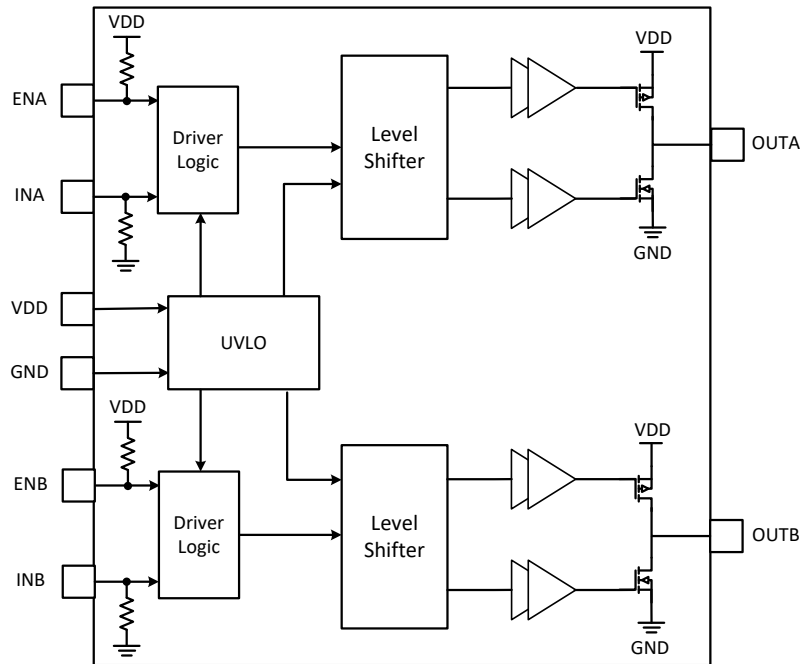 VDD
ENA
Driver
Logic
Level
Shifter
VDD
OUTA
INA
GND
VDD
UVLO
GND
VDD
VDD
ENB
Driver
Logic
Level
Shifter
OUTB
INB
GND